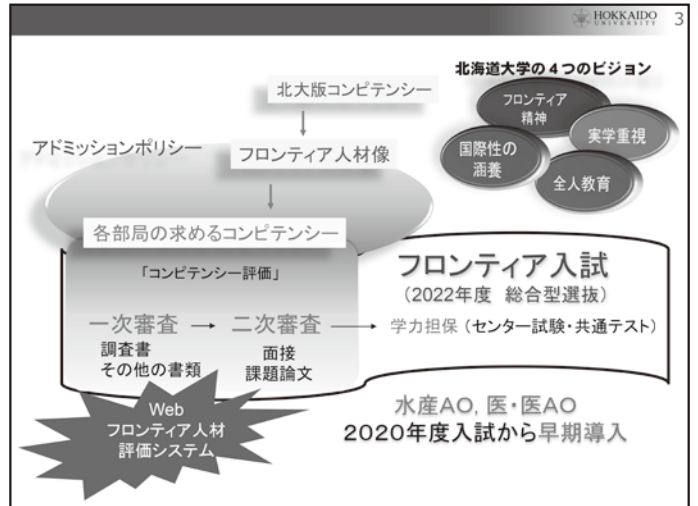 HOKKAIDO
UNIVERSITY
3
北海道大学の4つのビジョン
フロンティア
精神
実学重視
国際性の
涵養
全人教育
北大版コンピテンシー
アドミッションポリシー
フロンティア人材像
各部局の求めるコンピテンシー
「コンピテンシー評価」
一次審査 → 二次審査 →
調査書
その他の書類
面接
課題論文
フロンティア入試
(2022年度 総合型選抜)
学力担保(センター試験・共通テスト)
Web
フロンティア人材
評価システム
水産AO, 医・医AO
2020年度入試から早期導入